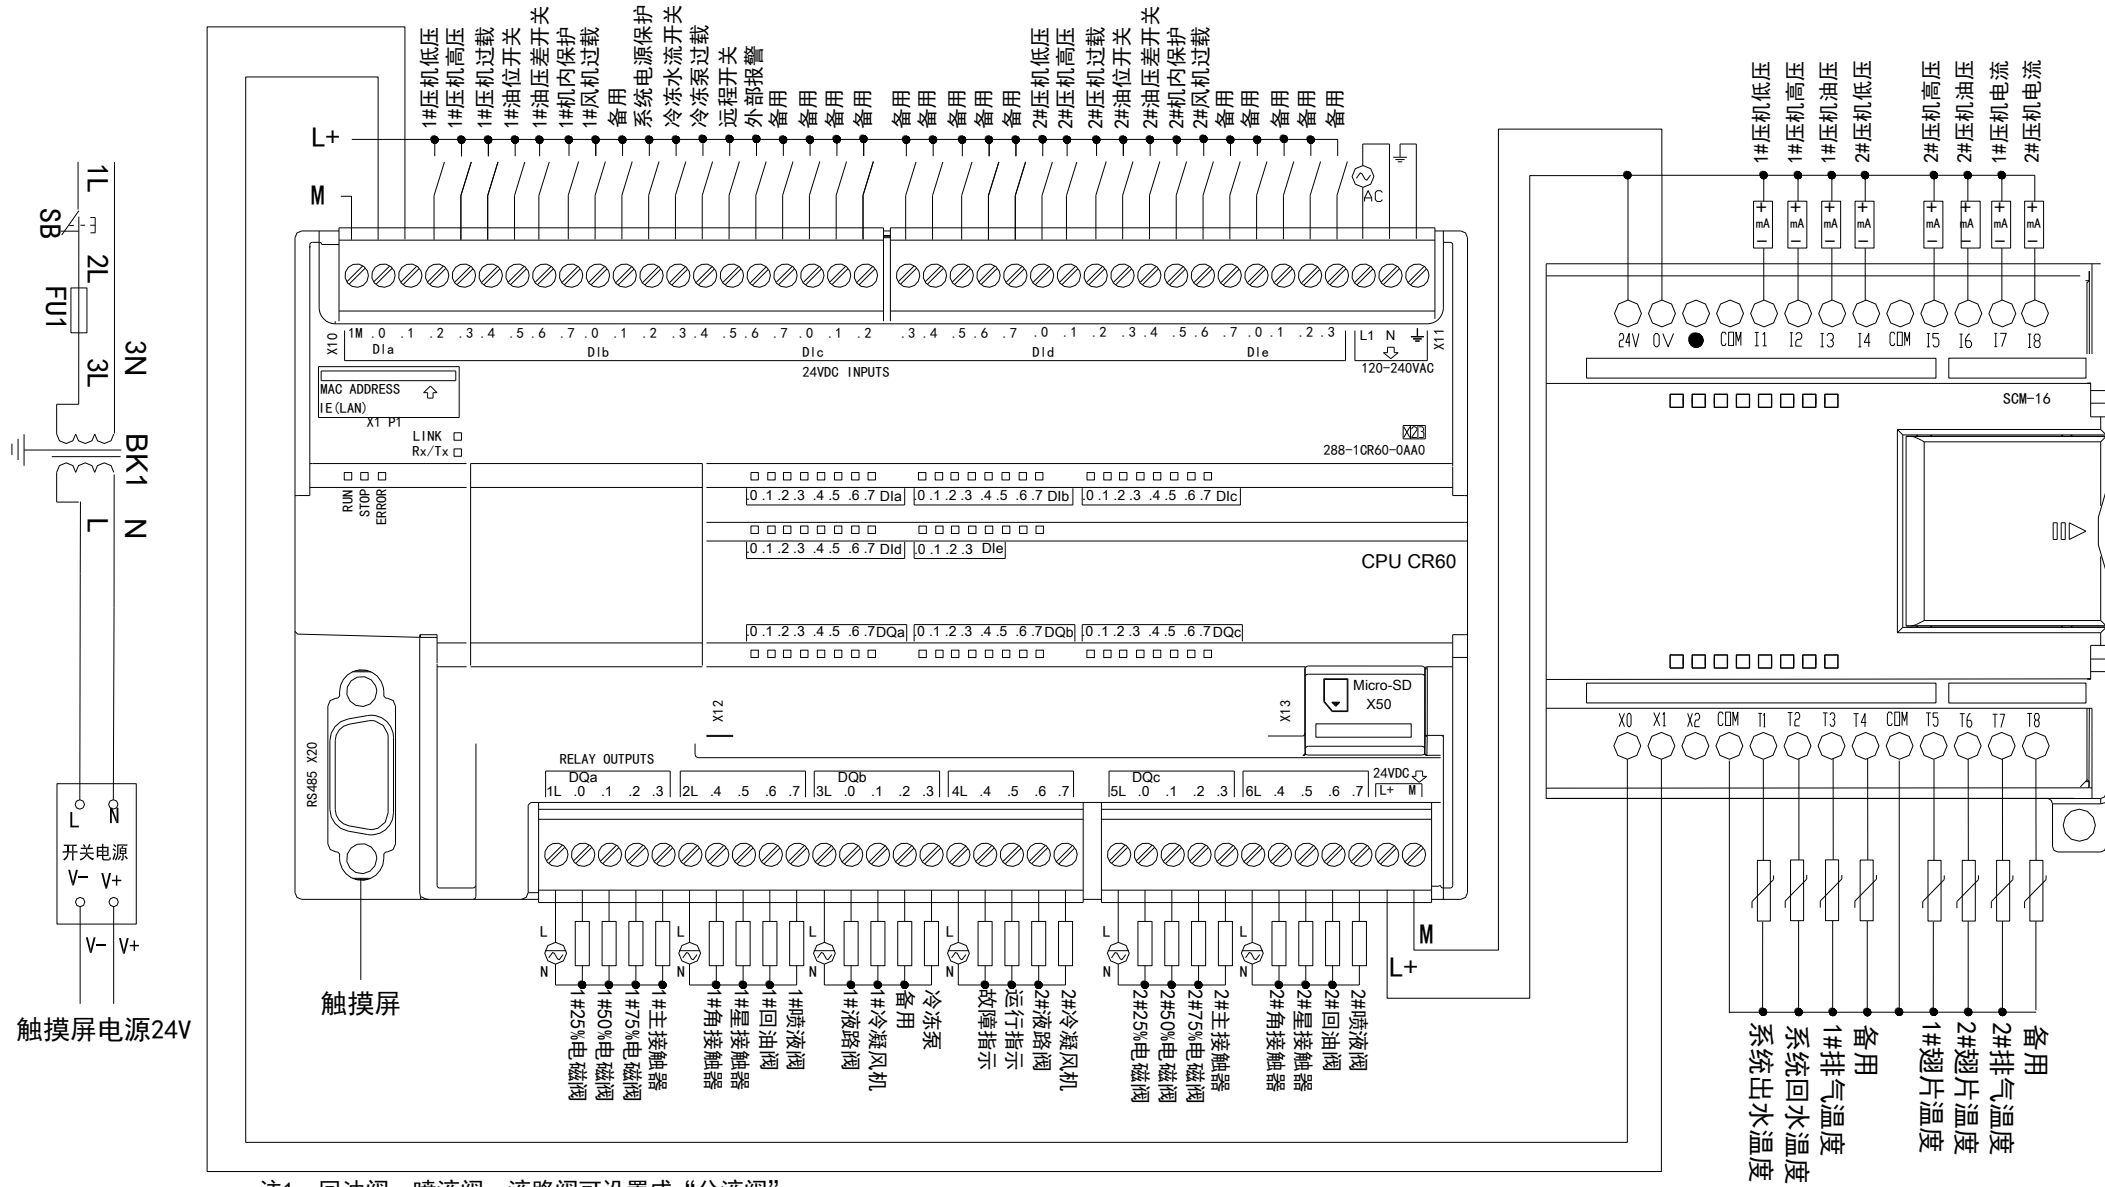 1#压机低压
1#压机高压
1#压机过载
1#油位开关
1#油压差开关
1#机内保护
1#风机过载
备用
系统电源保护
冷冻水流开关
冷冻泵过载
远程开关
外部报警
备用
备用
备用
备用
备用
备用
备用
备用
备用
2#压机低压
2#压机高压
2#压机过载
2#油位开关
2#油压差开关
2#机内保护
2#风机过载
备用
备用
备用
备用
备用
L+
M
AC
1#压机低压
1#压机高压
1#压机油压
2#压机低压
2#压机高压
2#压机油压
1#压机电流
2#压机电流
+ mA −
+ mA −
+ mA −
+ mA −
+ mA −
+ mA −
+ mA −
+ mA −
1L
SB
2L
FU1
3L
3N
BK1
L
N
L N
开关电源
V- V+
V- V+
触摸屏电源24V
X10
1M .0 .1 .2 .3 .4 .5 .6 .7 .0 .1 .2 .3 .4 .5 .6 .7 .0 .1 .2 .3 .4 .5 .6 .7 .0 .1 .2 .3 .4 .5 .6 .7 .0 .1 .2 .3 L1 N
X11
DIa DIb DIc DId DIe
24VDC INPUTS
120-240VAC
MAC ADDRESS
IE(LAN)
X1 P1
LINK
Rx/Tx
288-1CR60-0AA0
RUN
STOP
ERROR
.0 .1 .2 .3 .4 .5 .6 .7 DIa
.0 .1 .2 .3 .4 .5 .6 .7 DIb
.0 .1 .2 .3 .4 .5 .6 .7 DIc
.0 .1 .2 .3 .4 .5 .6 .7 DId
.0 .1 .2 .3 DIe
CPU CR60
.0 .1 .2 .3 .4 .5 .6 .7 DQa
.0 .1 .2 .3 .4 .5 .6 .7 DQb
.0 .1 .2 .3 .4 .5 .6 .7 DQc
Micro-SD
X50
X12
X13
RS485 X20
RELAY OUTPUTS
DQa DQb DQc
24VDC
1L .0 .1 .2 .3 2L .4 .5 .6 .7 3L .0 .1 .2 .3 4L .4 .5 .6 .7 5L .0 .1 .2 .3 6L .4 .5 .6 .7 L+ M
L
N
L
N
L
N
L
N
L
N
L
N
M
L+
触摸屏
1#25%电磁阀
1#50%电磁阀
1#75%电磁阀
1#主接触器
1#角接触器
1#星接触器
1#回油阀
1#喷液阀
1#液路阀
1#冷凝风机
备用
冷冻泵
故障指示
运行指示
2#液路阀
2#冷凝风机
2#25%电磁阀
2#50%电磁阀
2#75%电磁阀
2#主接触器
2#角接触器
2#星接触器
2#回油阀
2#喷液阀
24V 0V COM I1 I2 I3 I4 COM I5 I6 I7 I8
SCM-16
X0 X1 X2 COM T1 T2 T3 T4 COM T5 T6 T7 T8
系统出水温度
系统回水温度
1#排气温度
备用
1#翅片温度
2#翅片温度
2#排气温度
备用